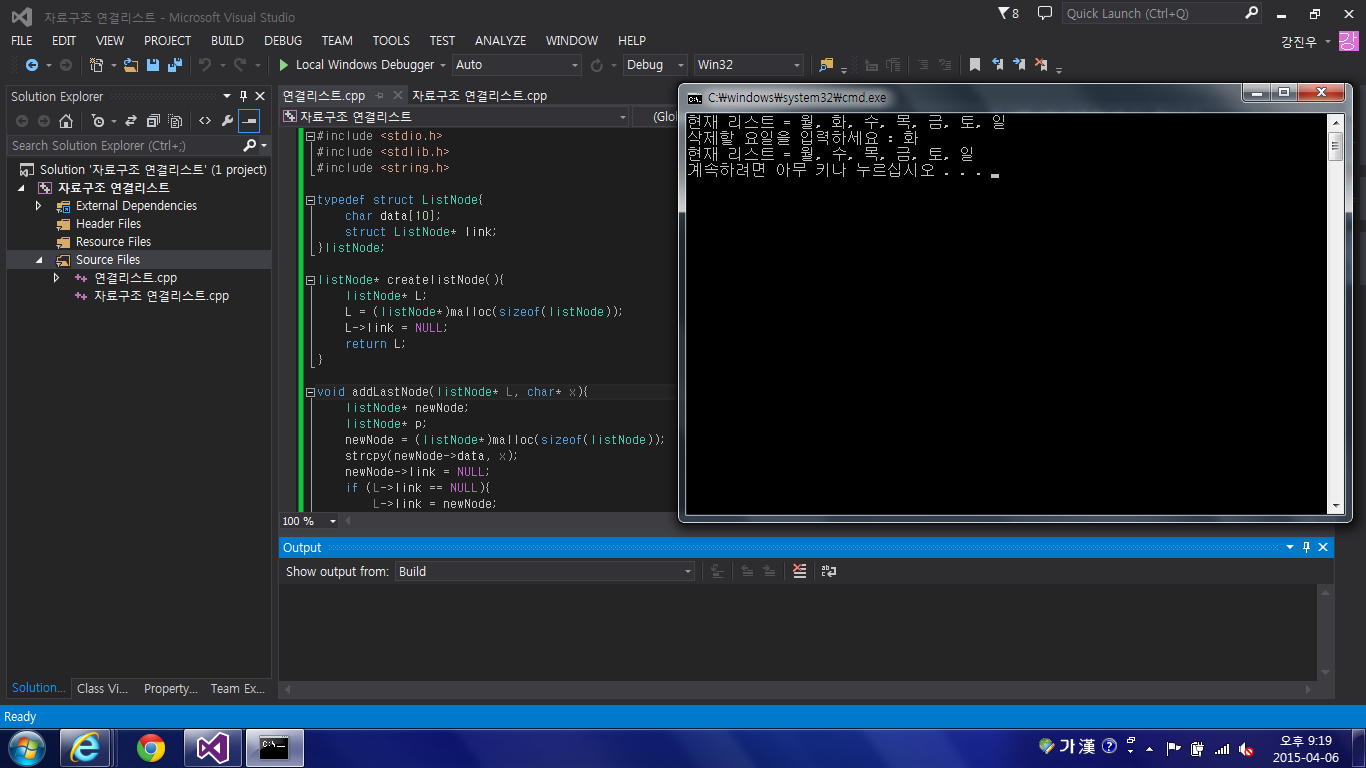 자료구조 연결리스트 - Microsoft Visual Studio
8
Quick Launch (Ctrl+Q)
FILE EDIT VIEW PROJECT BUILD DEBUG TEAM TOOLS TEST ANALYZE WINDOW HELP
강진우
강
Local Windows Debugger Auto Debug Win32
Solution Explorer
Search Solution Explorer (Ctrl+;)
Solution '자료구조 연결리스트' (1 project)
자료구조 연결리스트
External Dependencies
Header Files
Resource Files
Source Files
연결리스트.cpp
자료구조 연결리스트.cpp
Solution... Class Vi... Property... Team Ex...
연결리스트.cpp 자료구조 연결리스트.cpp
자료구조 연결리스트 (Glo
#include <stdio.h>
#include <stdlib.h>
#include <string.h>
typedef struct ListNode{
char data[10];
struct ListNode* link;
}listNode;
listNode* createlistNode(){
listNode* L;
L = (listNode*)malloc(sizeof(listNode));
L->link = NULL;
return L;
}
void addLastNode(listNode* L, char* x){
listNode* newNode;
listNode* p;
newNode = (listNode*)malloc(sizeof(listNode));
strcpy(newNode->data, x);
newNode->link = NULL;
if (L->link == NULL){
L->link = newNode;
100 %
C:₩windows₩system32₩cmd.exe
현재 리스트 = 월, 화, 수, 목, 금, 토, 일
삭제할 요일을 입력하세요 : 화
현재 리스트 = 월, 수, 목, 금, 토, 일
계속하려면 아무 키나 누르십시오 . . .
Output
Show output from: Build
Ready
가 漢
오후 9:19
2015-04-06